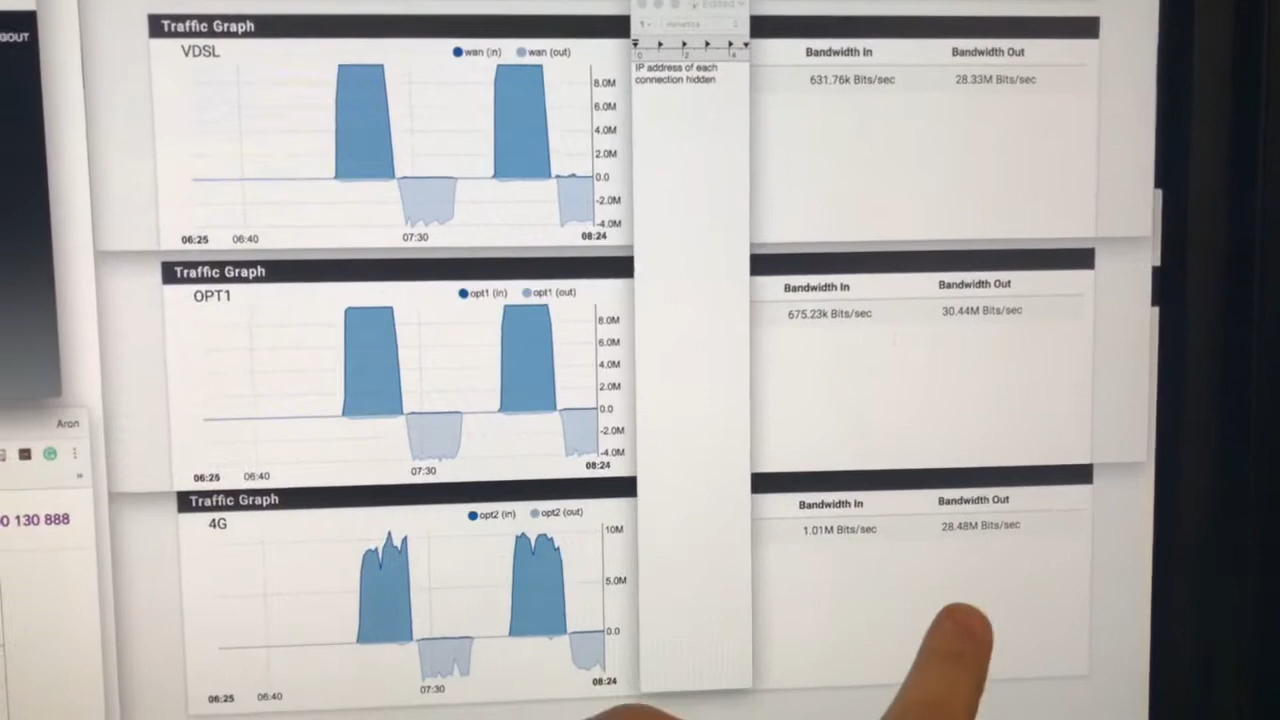 GOUT
Traffic Graph
VDSL
wan (in) wan (out)
8.0M
6.0M
4.0M
2.0M
0.0
-2.0M
-4.0M
06:25 06:40 07:30 08:24
Edited
Helvetica
0 2 4
IP address of each
connection hidden
Bandwidth In Bandwidth Out
631.76k Bits/sec 28.33M Bits/sec
Traffic Graph
OPT1
opt1 (in) opt1 (out)
8.0M
6.0M
4.0M
2.0M
0.0
-2.0M
-4.0M
06:25 06:40 07:30 08:24
Bandwidth In Bandwidth Out
675.23k Bits/sec 30.44M Bits/sec
Aron
0 130 888
Traffic Graph
4G
opt2 (in) opt2 (out)
10M
5.0M
0.0
06:25 06:40 07:30 08:24
Bandwidth In Bandwidth Out
1.01M Bits/sec 28.48M Bits/sec